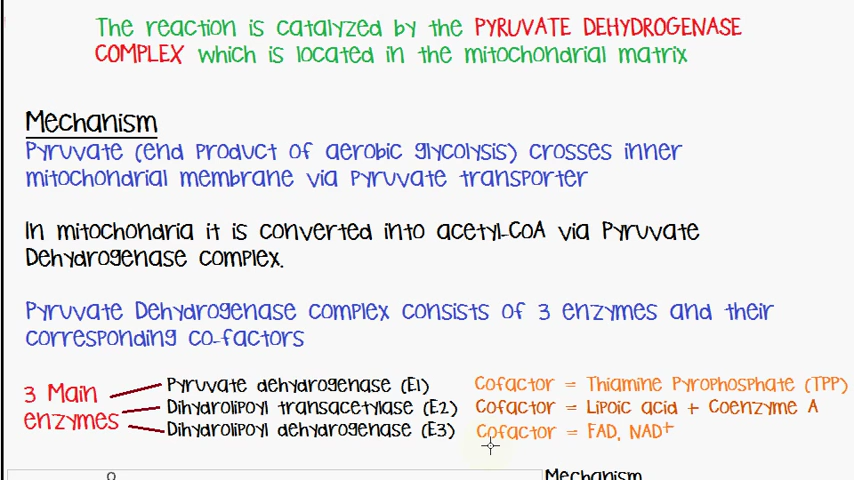 The reaction is catalyzed by the PYRUVATE DEHYDROGENASE
COMPLEX which is located in the mitochondrial matrix
Mechanism
Pyruvate (end product of aerobic glycolysis) crosses inner
mitochondrial membrane via pyruvate transporter
In mitochondria it is converted into acetyl-CoA via Pyruvate
Dehydrogenase complex.
Pyruvate Dehydrogenase complex consists of 3 enzymes and their
corresponding co-factors
3 Main
enzymes
Pyruvate dehydrogenase (E1) Cofactor = Thiamine Pyrophosphate (TPP)
Dihydrolipoyl transacetylase (E2) Cofactor = Lipoic acid + Coenzyme A
Dihydrolipoyl dehydrogenase (E3) Cofactor = FAD, NAD+
O
Mechanism